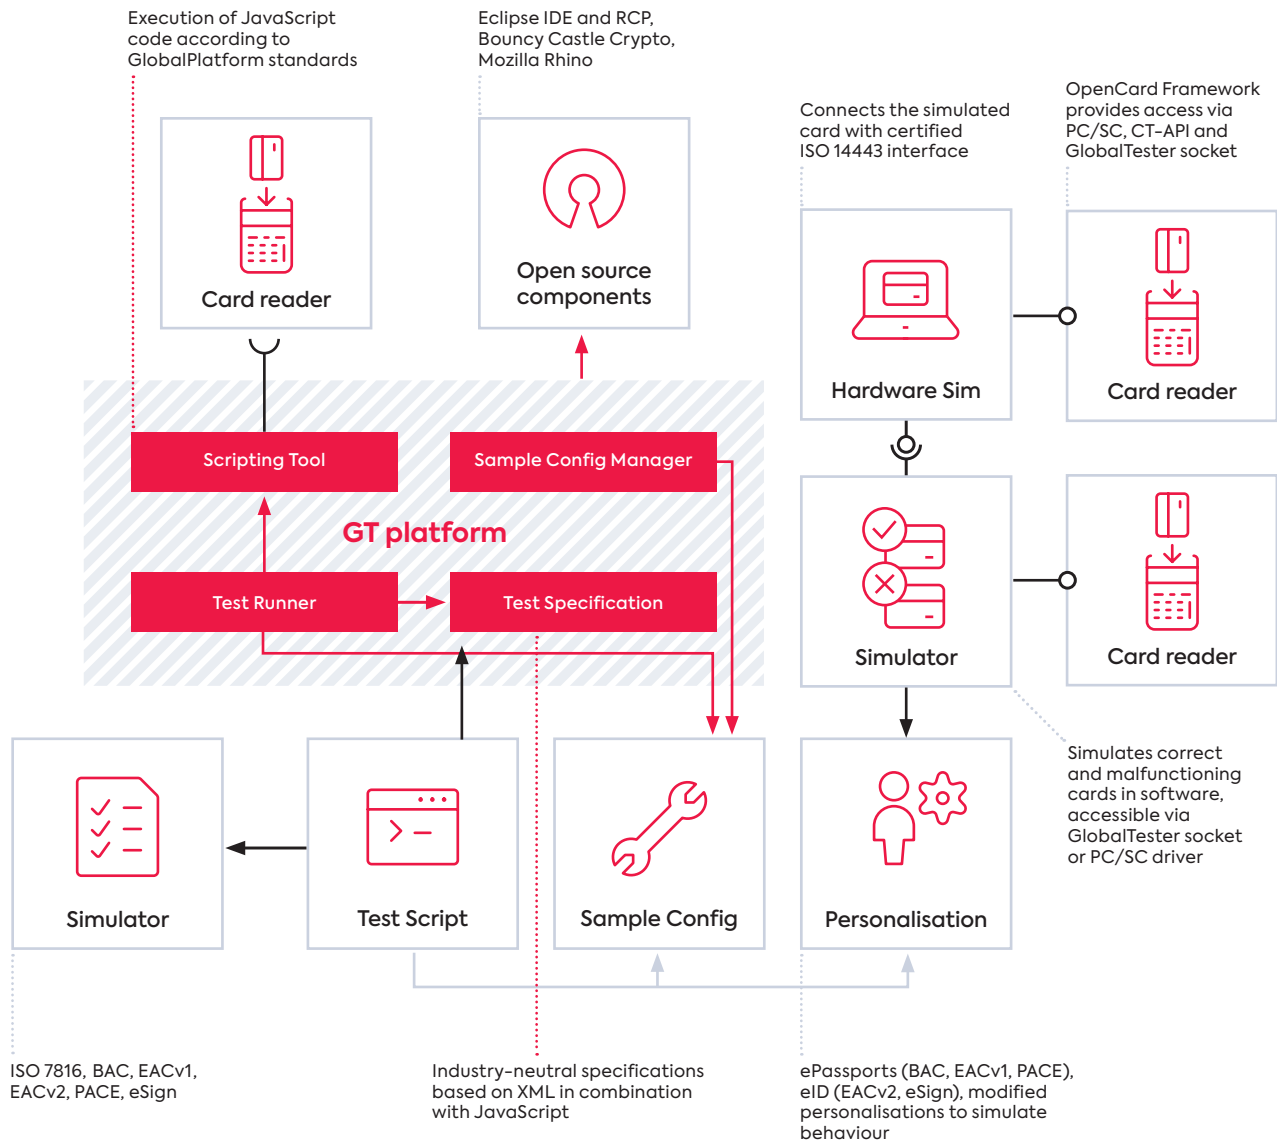 Execution of JavaScript
code according to
GlobalPlatform standards
Eclipse IDE and RCP,
Bouncy Castle Crypto,
Mozilla Rhino
Connects the simulated
card with certified
ISO 14443 interface
OpenCard Framework
provides access via
PC/SC, CT-API and
GlobalTester socket
Card reader
Open source
components
Hardware Sim
Card reader
Scripting Tool
Sample Config Manager
GT platform
Test Runner
Test Specification
Simulator
Card reader
Simulates correct
and malfunctioning
cards in software,
accessible via
GlobalTester socket
or PC/SC driver
Simulator
Test Script
Sample Config
Personalisation
ISO 7816, BAC, EACv1,
EACv2, PACE, eSign
Industry-neutral specifications
based on XML in combination
with JavaScript
ePassports (BAC, EACv1, PACE),
eID (EACv2, eSign), modified
personalisations to simulate
behaviour